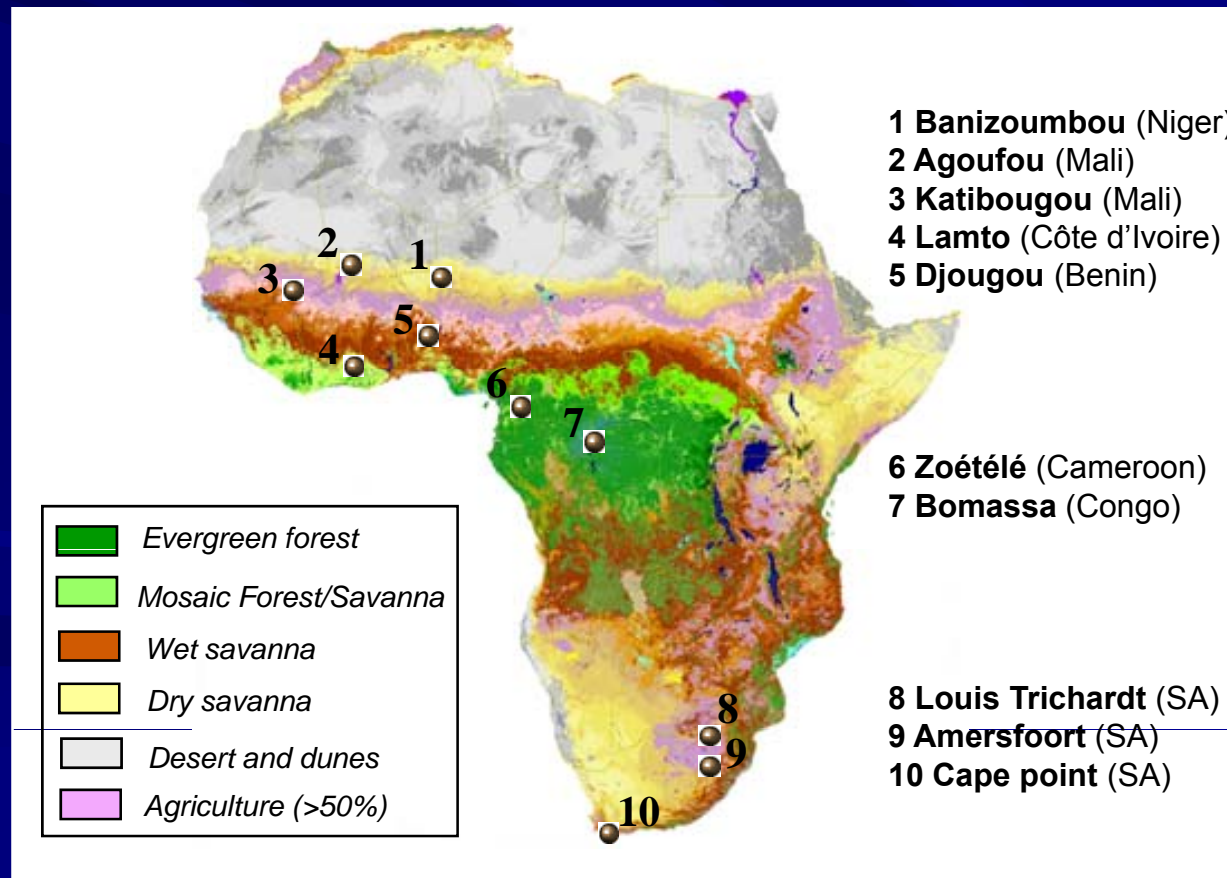 1 Banizoumbou (Niger)
2 Agoufou (Mali)
3 Katibougou (Mali)
4 Lamto (Côte d’Ivoire)
5 Djougou (Benin)
6 Zoétélé (Cameroon)
7 Bomassa (Congo)
8 Louis Trichardt (SA)
9 Amersfoort (SA)
10 Cape point (SA)
2
1
3
5
4
6
7
8
9
10
Evergreen forest
Mosaic Forest/Savanna
Wet savanna
Dry savanna
Desert and dunes
Agriculture (>50%)